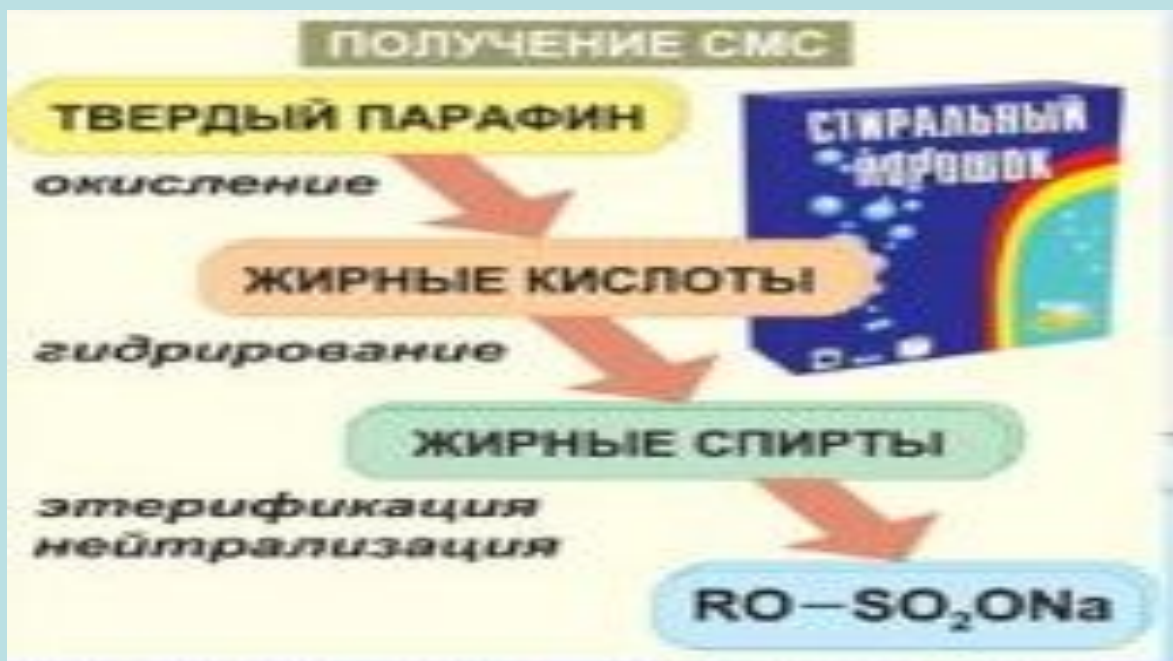 ПОЛУЧЕНИЕ СМС
ТВЕРДЫЙ ПАРАФИН
СТИРАЛЬНЫЙ
ПОРОШОК
окисление
ЖИРНЫЕ КИСЛОТЫ
гидрирование
ЖИРНЫЕ СПИРТЫ
этерификация
нейтрализация
RO—SO₂ONa